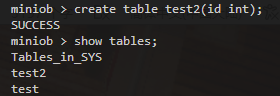 miniob > create table test2(id int);
SUCCESS
miniob > show tables;
Tables_in_SYS
test2
test